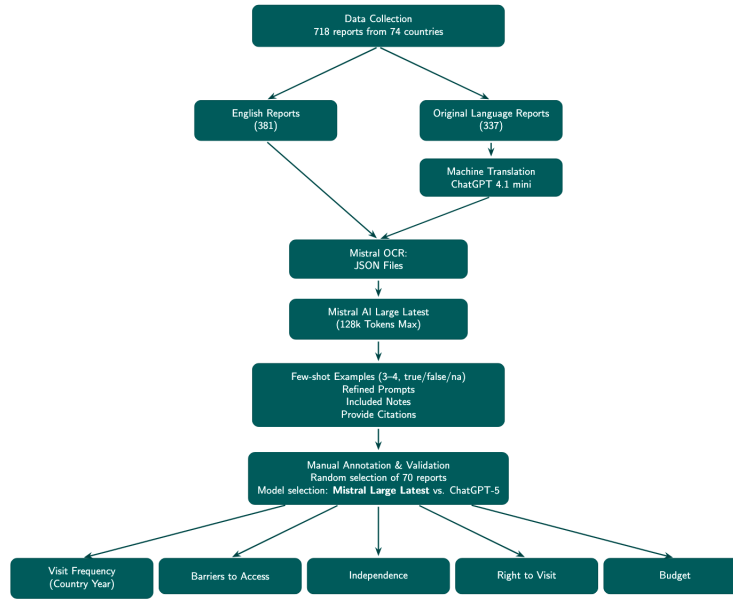 Data Collection
718 reports from 74 countries
English Reports
(381)
Original Language Reports
(337)
Machine Translation
ChatGPT 4.1 mini
Mistral OCR:
JSON Files
Mistral AI Large Latest
(128k Tokens Max)
Few-shot Examples (3–4, true/false/na)
Refined Prompts
Included Notes
Provide Citations
Manual Annotation & Validation
Random selection of 70 reports
Model selection: Mistral Large Latest vs. ChatGPT-5
Visit Frequency
(Country Year)
Barriers to Access
Independence
Right to Visit
Budget